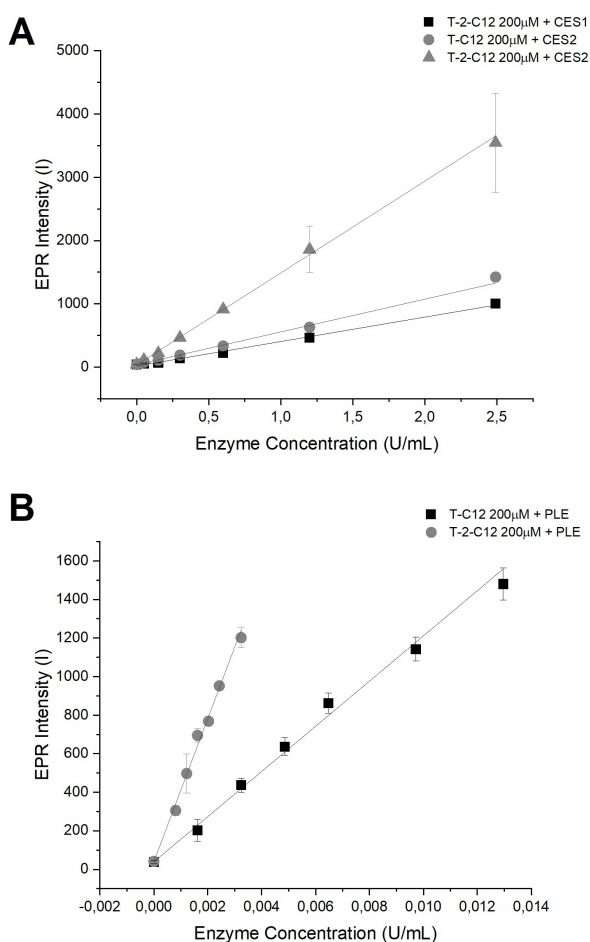 A
T-2-C12 200μM + CES1
T-C12 200μM + CES2
T-2-C12 200μM + CES2
5000
4000
3000
2000
1000
0
EPR Intensity (I)
0,0 0,5 1,0 1,5 2,0 2,5
Enzyme Concentration (U/mL)
B
T-C12 200μM + PLE
T-2-C12 200μM + PLE
1600
1400
1200
1000
800
600
400
200
0
EPR Intensity (I)
-0,002 0,000 0,002 0,004 0,006 0,008 0,010 0,012 0,014
Enzyme Concentration (U/mL)